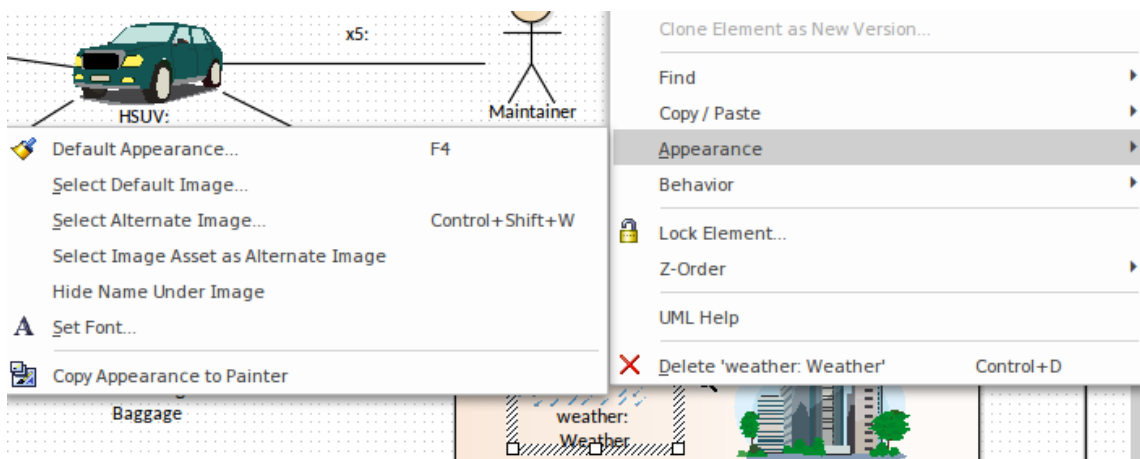 x5:
HSUV:
Maintainer
Clone Element as New Version...
Find
Copy / Paste
Appearance
Behavior
Lock Element...
Z-Order
UML Help
Delete 'weather: Weather' Control+D
Default Appearance... F4
Select Default Image...
Select Alternate Image... Control+Shift+W
Select Image Asset as Alternate Image
Hide Name Under Image
Set Font...
Copy Appearance to Painter
Baggage
weather:
Weather